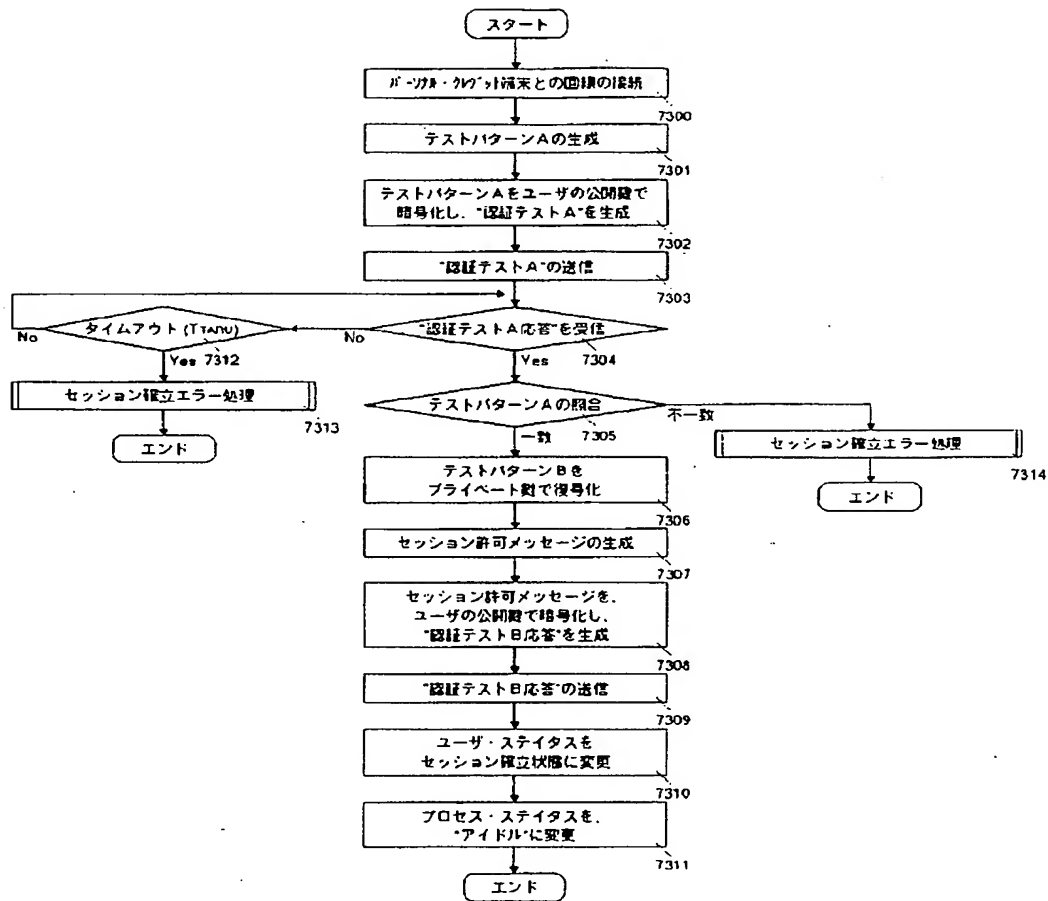 スタート
パーソナル・クレジット端末との回線の接続
7300
テストパターンAの生成
7301
テストパターンAをユーザの公開鍵で
暗号化し、"認証テストA"を生成
7302
"認証テストA"の送信
7303
タイムアウト(TTARU)
7312
No
Yes
"認証テストA応答"を受信
7304
No
Yes
セッション確立エラー処理
7313
エンド
テストパターンAの照合
7305
不一致
一致
セッション確立エラー処理
7314
エンド
テストパターンBを
プライベート鍵で復号化
7306
セッション許可メッセージの生成
7307
セッション許可メッセージを、
ユーザの公開鍵で暗号化し、
"認証テストB応答"を生成
7308
"認証テストB応答"の送信
7309
ユーザ・ステイタスを
セッション確立状態に変更
7310
プロセス・ステイタスを、
"アイドル"に変更
7311
エンド